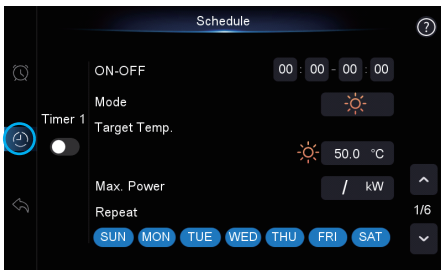 Schedule
?
ON-OFF 00 : 00 - 00 : 00
Mode
Timer 1
Target Temp.
50.0 °C
Max. Power / kW
1/6
Repeat
SUN MON TUE WED THU FRI SAT